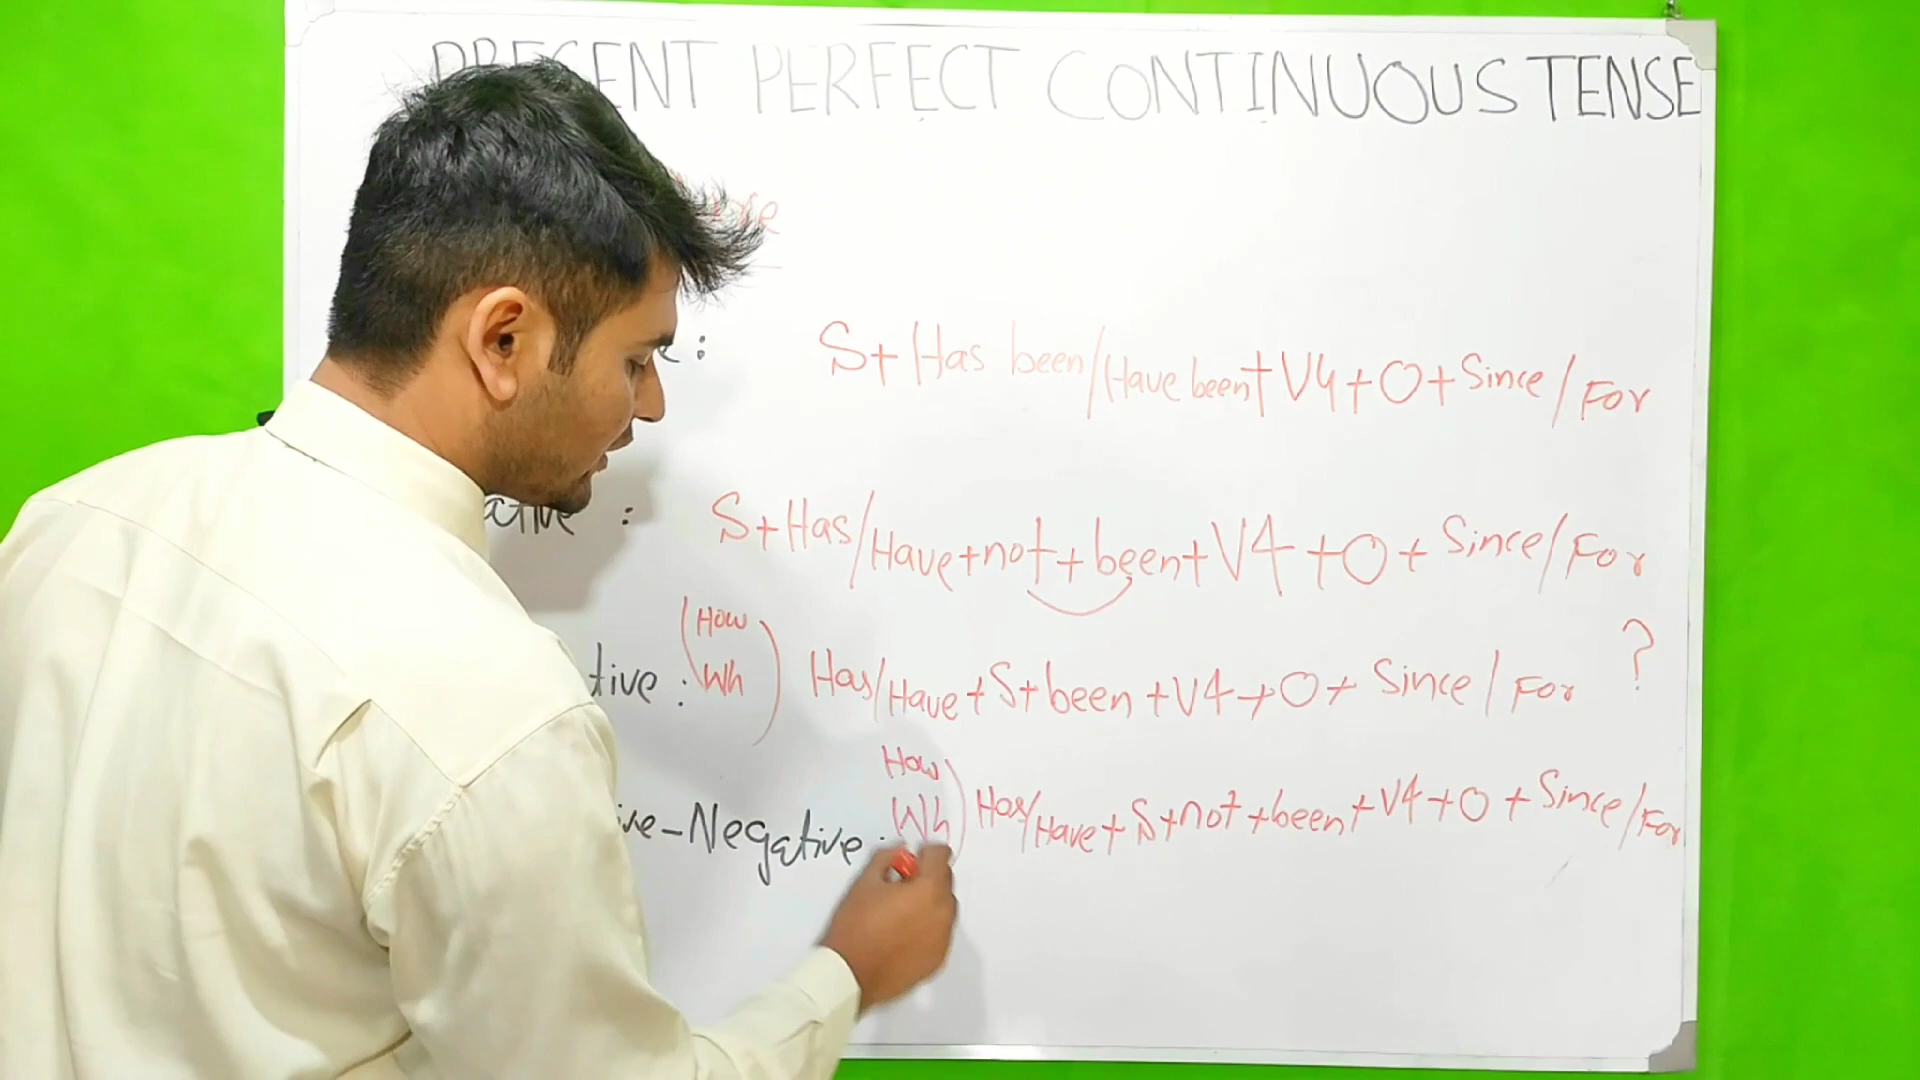 PRESENT PERFECT CONTINUOUS TENSE
S+Has been/Have been+V4+O+Since/For
S+Has/Have+not+been+V4+O+Since/For
(How
Wh) Has/Have+S+been+V4+O+Since/For ?
How
Wh) Has/Have+S+not+been+V4+O+Since/For
-Negative: